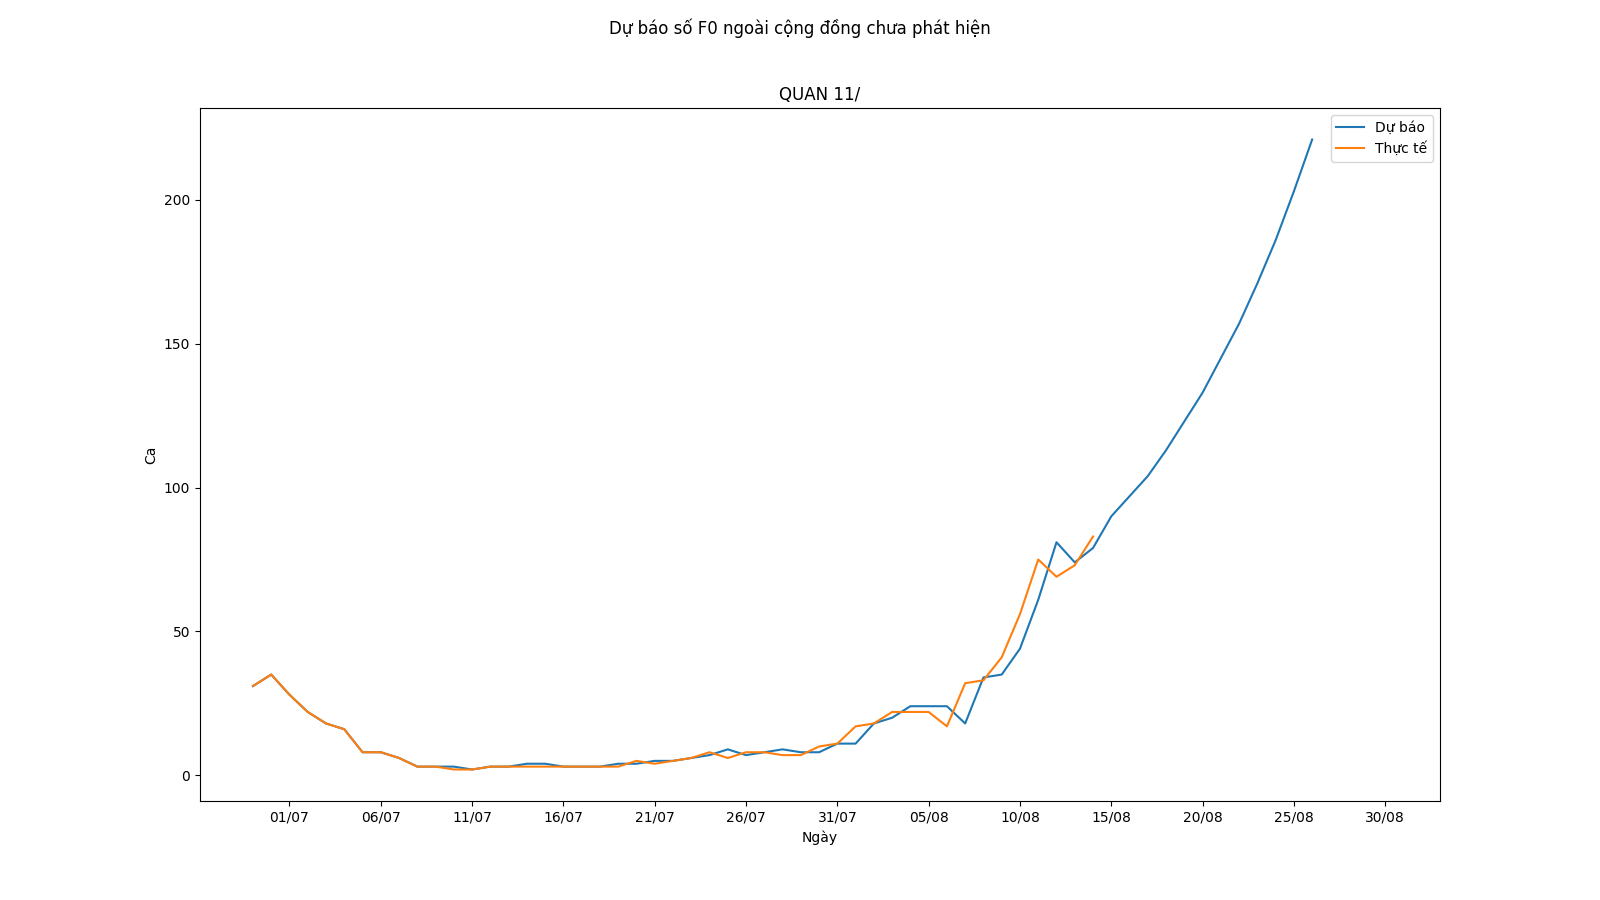 Dự báo số F0 ngoài cộng đồng chưa phát hiện
QUAN 11/
Dự báo
Thực tế
200
150
100
50
0
Ca
01/07 06/07 11/07 16/07 21/07 26/07 31/07 05/08 10/08 15/08 20/08 25/08 30/08
Ngày